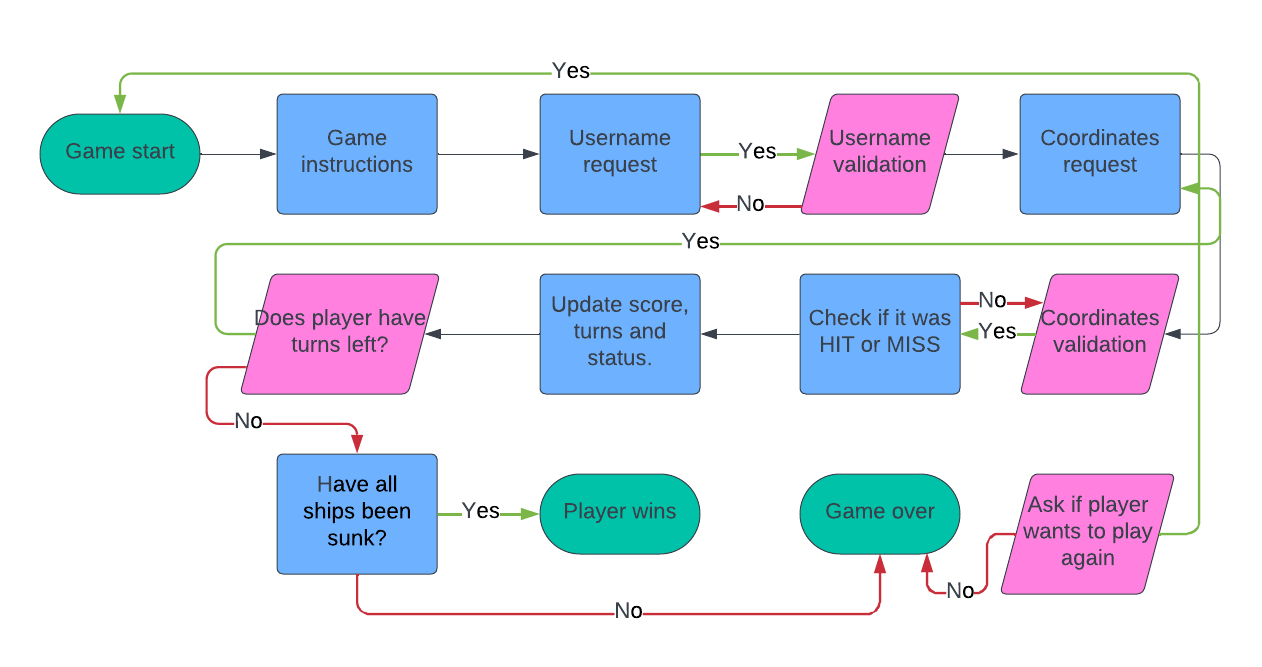 Yes
Game start
Game
instructions
Username
request
Yes
No
Username
validation
Coordinates
request
Yes
Does player have
turns left?
Update score,
turns and
status.
Check if it was
HIT or MISS
No
Yes
Coordinates
validation
No
Have all
ships been
sunk?
Yes
Player wins
Game over
Ask if player
wants to play
again
No
No